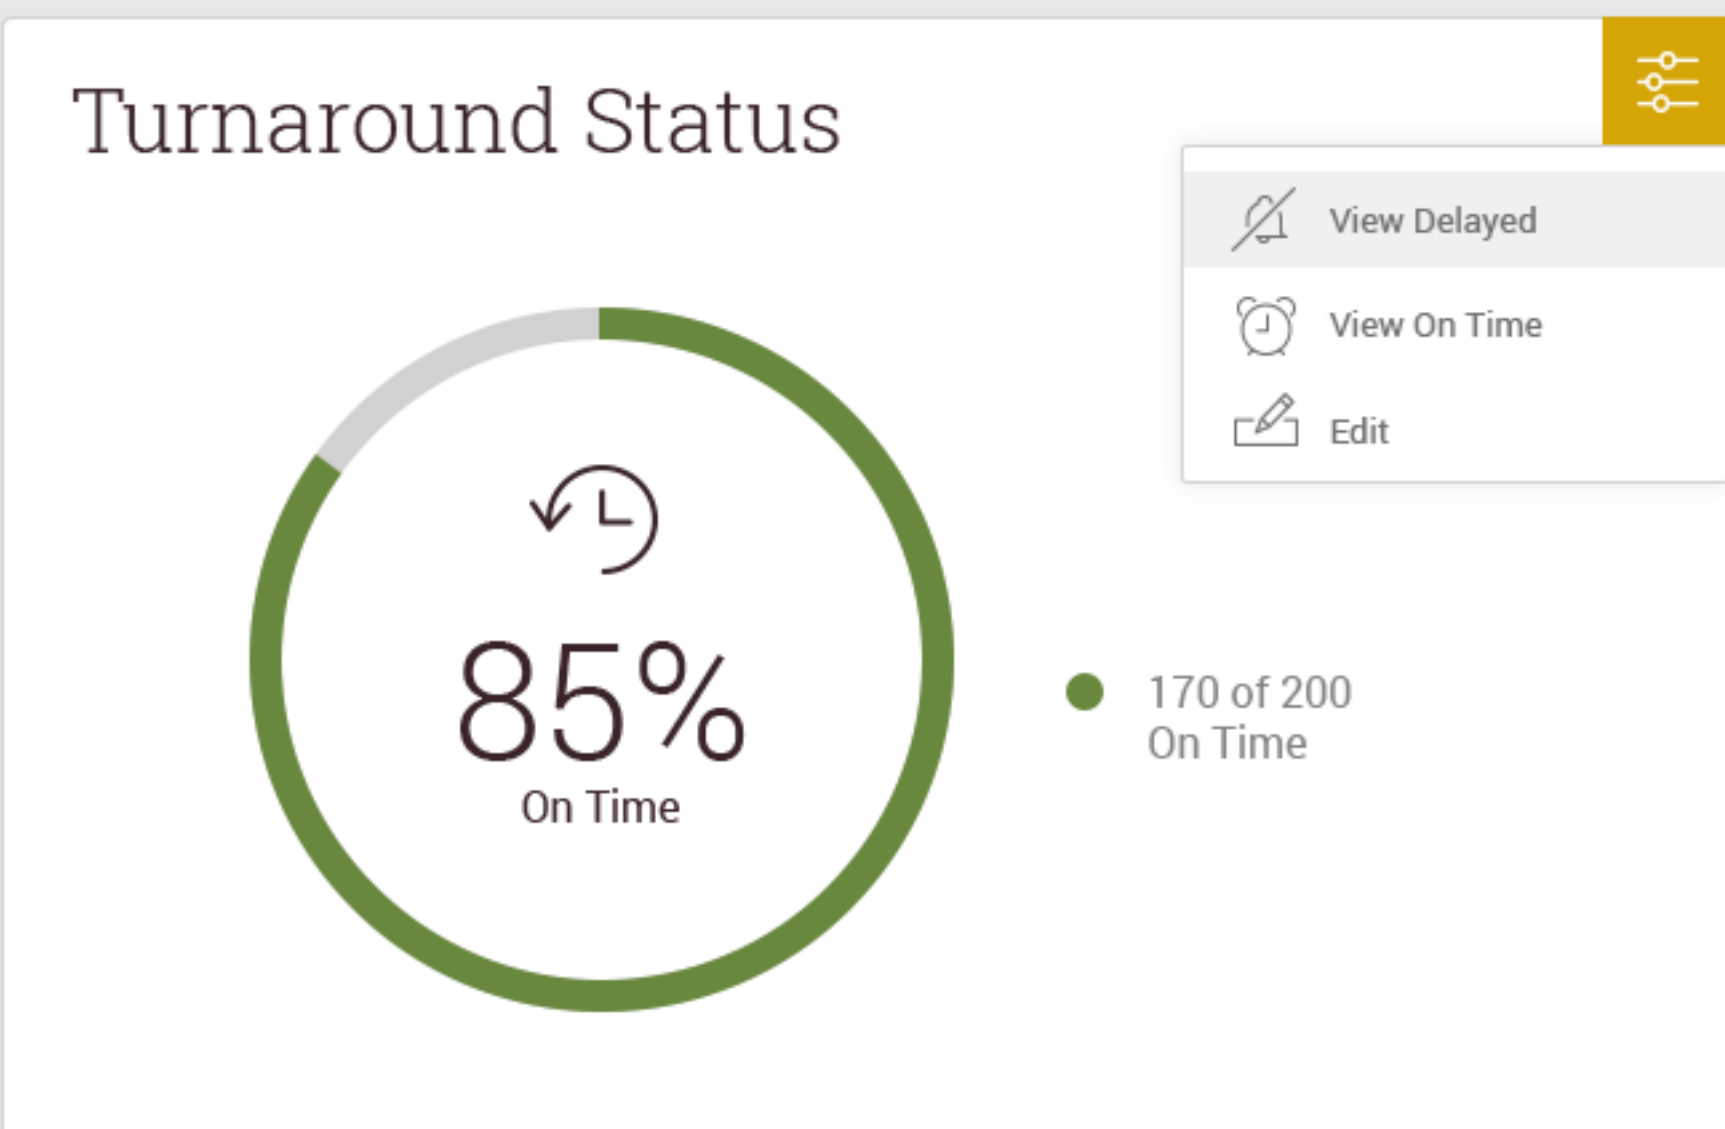 Turnaround Status
View Delayed
View On Time
Edit
85%
On Time
170 of 200
On Time